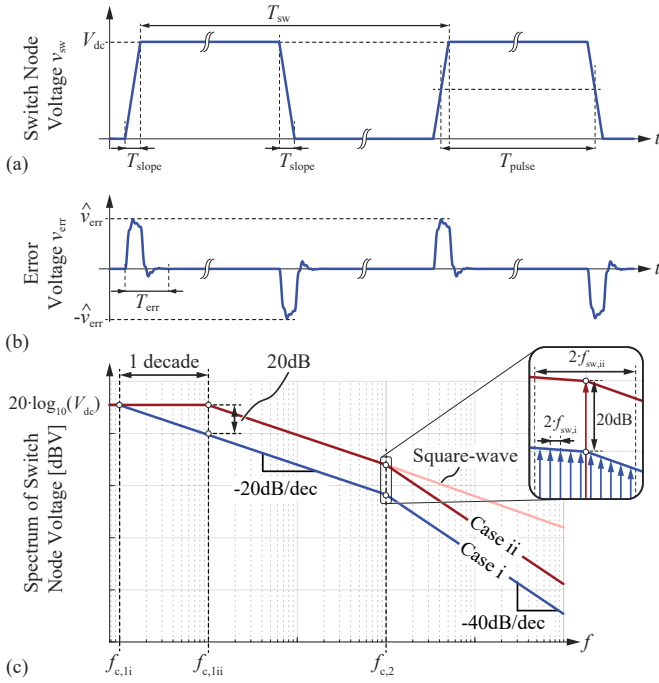 T_sw
V_dc
Switch Node
Voltage v_sw
t
(a)
T_slope
T_slope
T_pulse
v̂_err
Error
Voltage v_err
t
T_err
-v̂_err
(b)
1 decade
20dB
2·f_sw,ii
20·log₁₀(V_dc)
2·f_sw,i
20dB
Spectrum of Switch
Node Voltage [dBV]
Square-wave
-20dB/dec
Case ii
Case i
-40dB/dec
f
(c)
f_c,1i
f_c,1ii
f_c,2